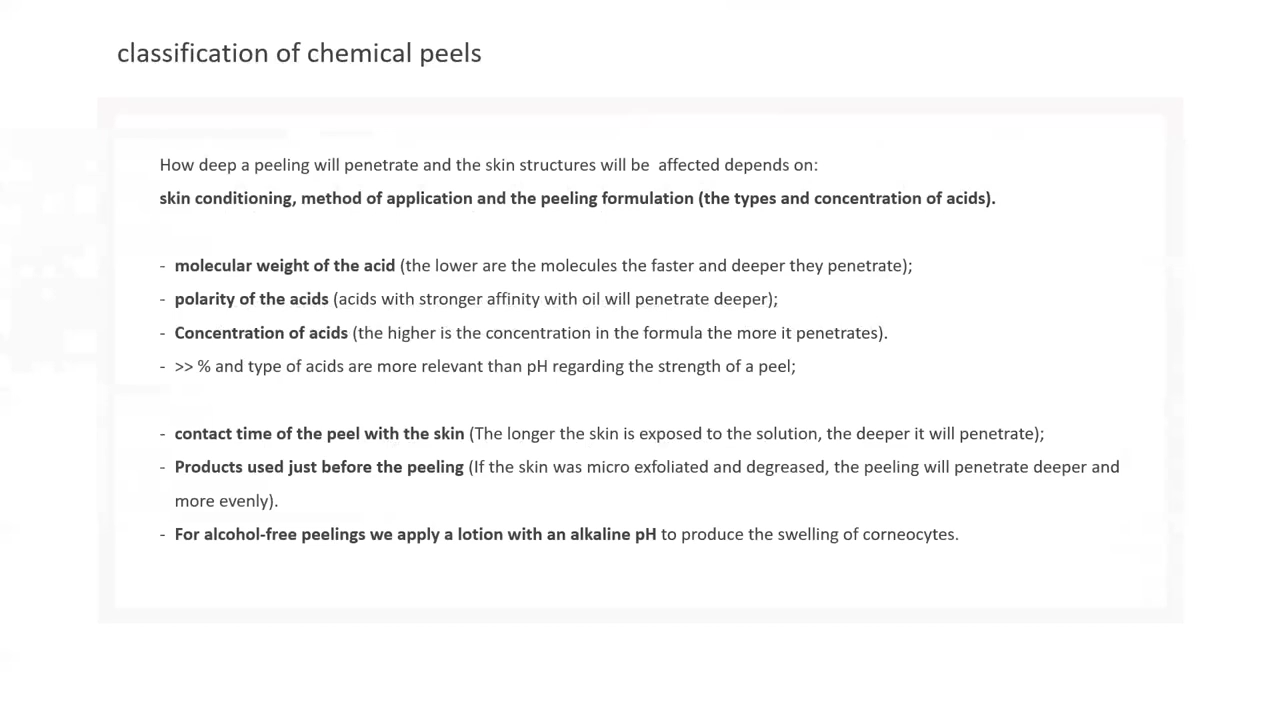 classification of chemical peels
How deep a peeling will penetrate and the skin structures will be  affected depends on:
skin conditioning, method of application and the peeling formulation (the types and concentration of acids).
- molecular weight of the acid (the lower are the molecules the faster and deeper they penetrate);
- polarity of the acids (acids with stronger affinity with oil will penetrate deeper);
- Concentration of acids (the higher is the concentration in the formula the more it penetrates).
- >> % and type of acids are more relevant than pH regarding the strength of a peel;
- contact time of the peel with the skin (The longer the skin is exposed to the solution, the deeper it will penetrate);
- Products used just before the peeling (If the skin was micro exfoliated and degreased, the peeling will penetrate deeper and
more evenly).
- For alcohol-free peelings we apply a lotion with an alkaline pH to produce the swelling of corneocytes.